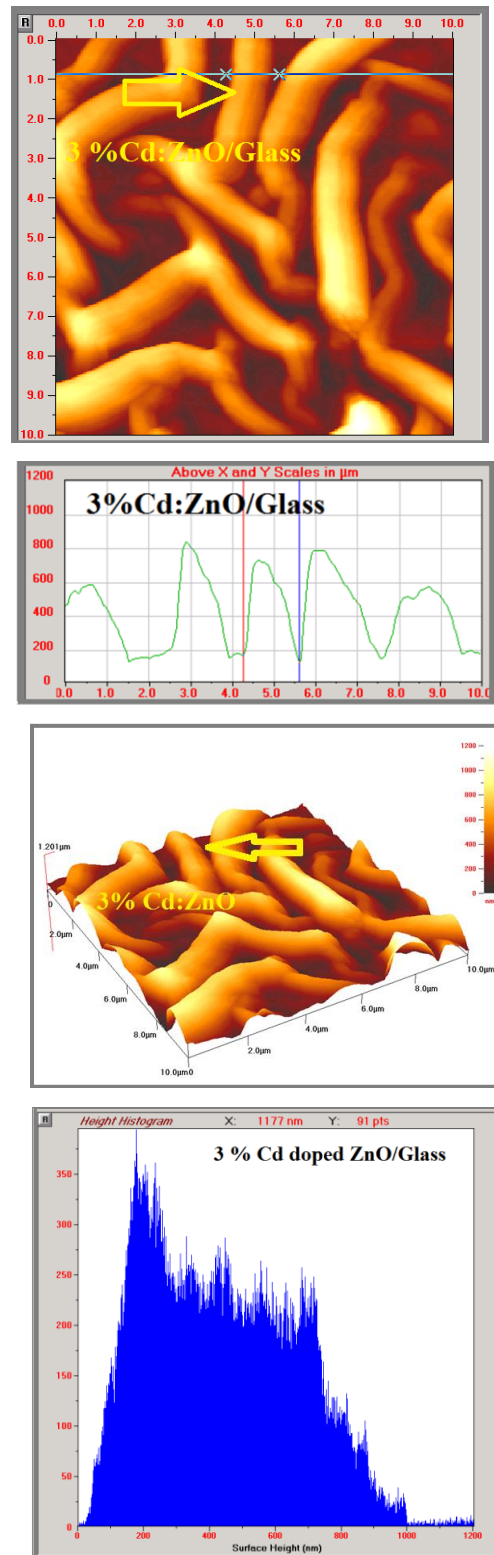 R
0.0 1.0 2.0 3.0 4.0 5.0 6.0 7.0 8.0 9.0 10.0
0.0
1.0
2.0
3.0
4.0
5.0
6.0
7.0
8.0
9.0
10.0
3 %Cd:ZnO/Glass
Above X and Y Scales in µm
3%Cd:ZnO/Glass
1200
800
600
400
200
0
0.0 1.0 2.0 3.0 4.0 5.0 6.0 7.0 8.0 9.0 10.0
1200
1000
800
600
400
200
0
nm
1.201µm
0
3% Cd:ZnO
2.0µm
4.0µm
6.0µm
8.0µm
10.0µm0
2.0µm
4.0µm
6.0µm
8.0µm
10.0µm
R
Height Histogram X: 1177 nm Y: 91 pts
3 % Cd doped ZnO/Glass
350
300
250
200
150
100
50
0
0 200 400 600 800 1000 1200
Surface Height (nm)